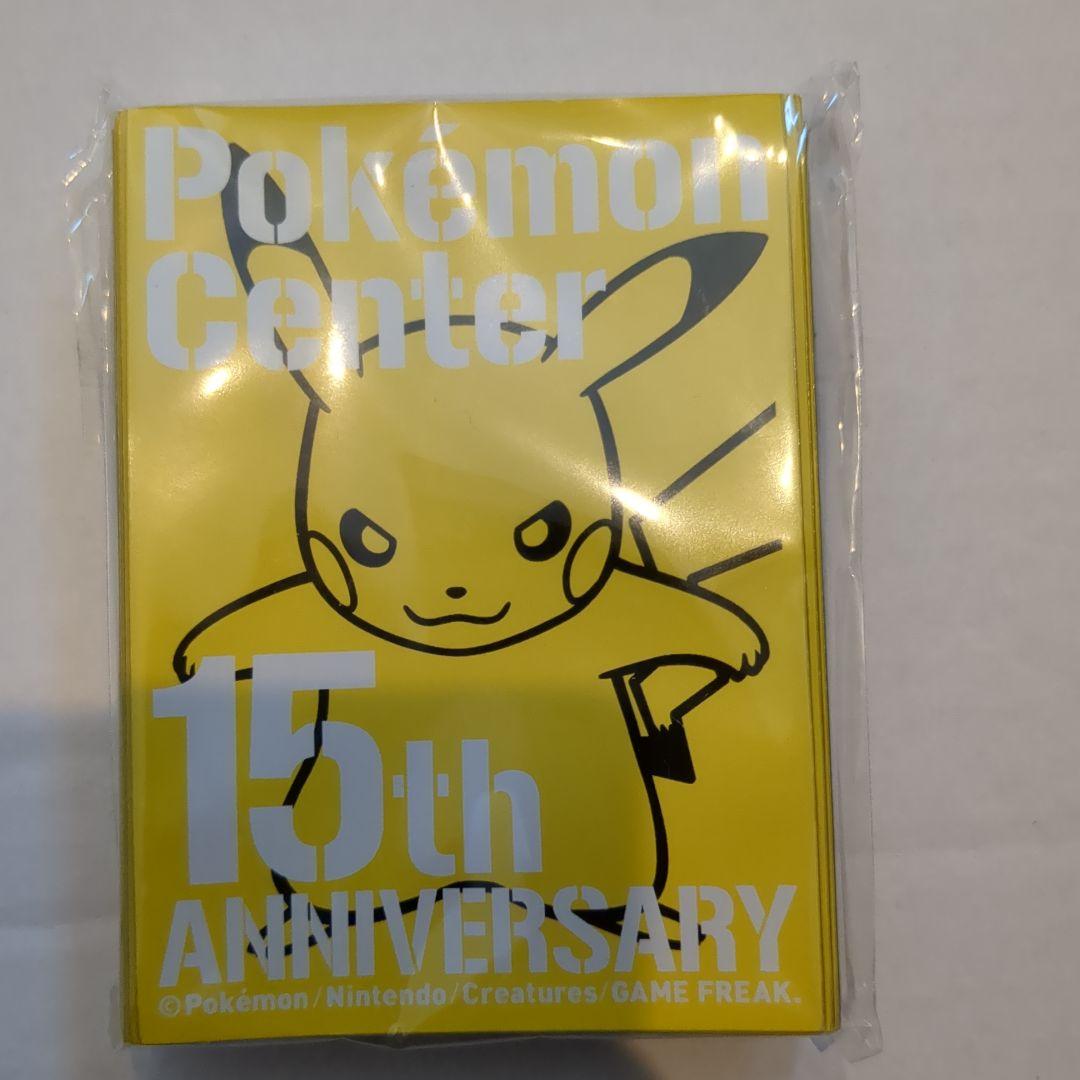 Pokémon
Center
15th
ANNIVERSARY
©Pokémon/Nintendo/Creatures/GAME FREAK.